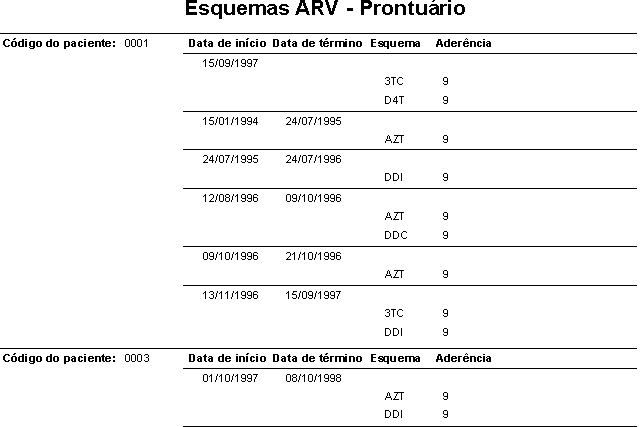 Esquemas ARV - Prontuário
Código do paciente: 0001 Data de início Data de término Esquema Aderência
15/09/1997
3TC 9
D4T 9
15/01/1994 24/07/1995
AZT 9
24/07/1995 24/07/1996
DDI 9
12/08/1996 09/10/1996
AZT 9
DDC 9
09/10/1996 21/10/1996
AZT 9
13/11/1996 15/09/1997
3TC 9
DDI 9
Código do paciente: 0003 Data de início Data de término Esquema Aderência
01/10/1997 08/10/1998
AZT 9
DDI 9